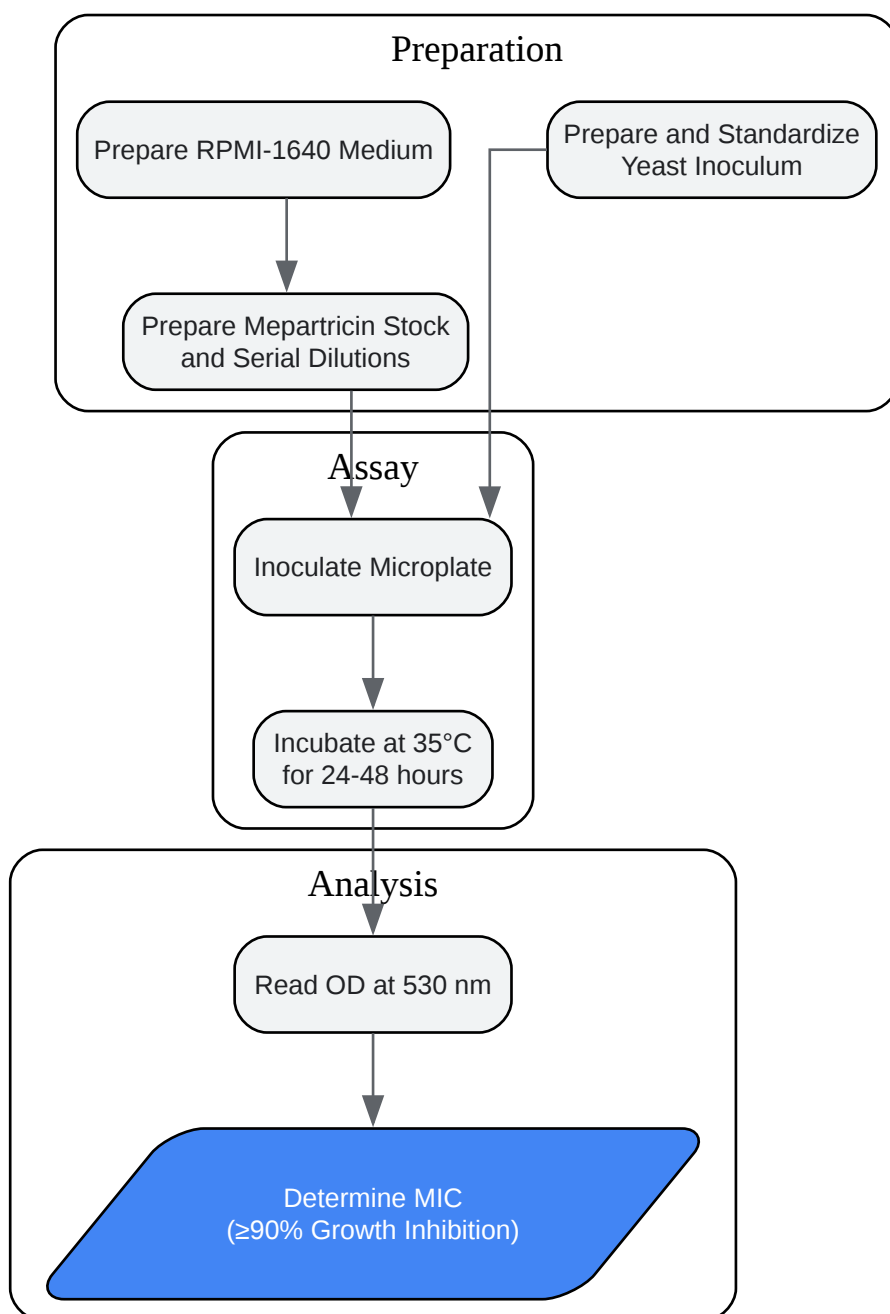 Preparation
Prepare RPMI-1640 Medium
Prepare and Standardize
Yeast Inoculum
Prepare Mepartricin Stock
and Serial Dilutions
Assay
Inoculate Microplate
Incubate at 35°C
for 24-48 hours
Analysis
Read OD at 530 nm
Determine MIC
(≥90% Growth Inhibition)